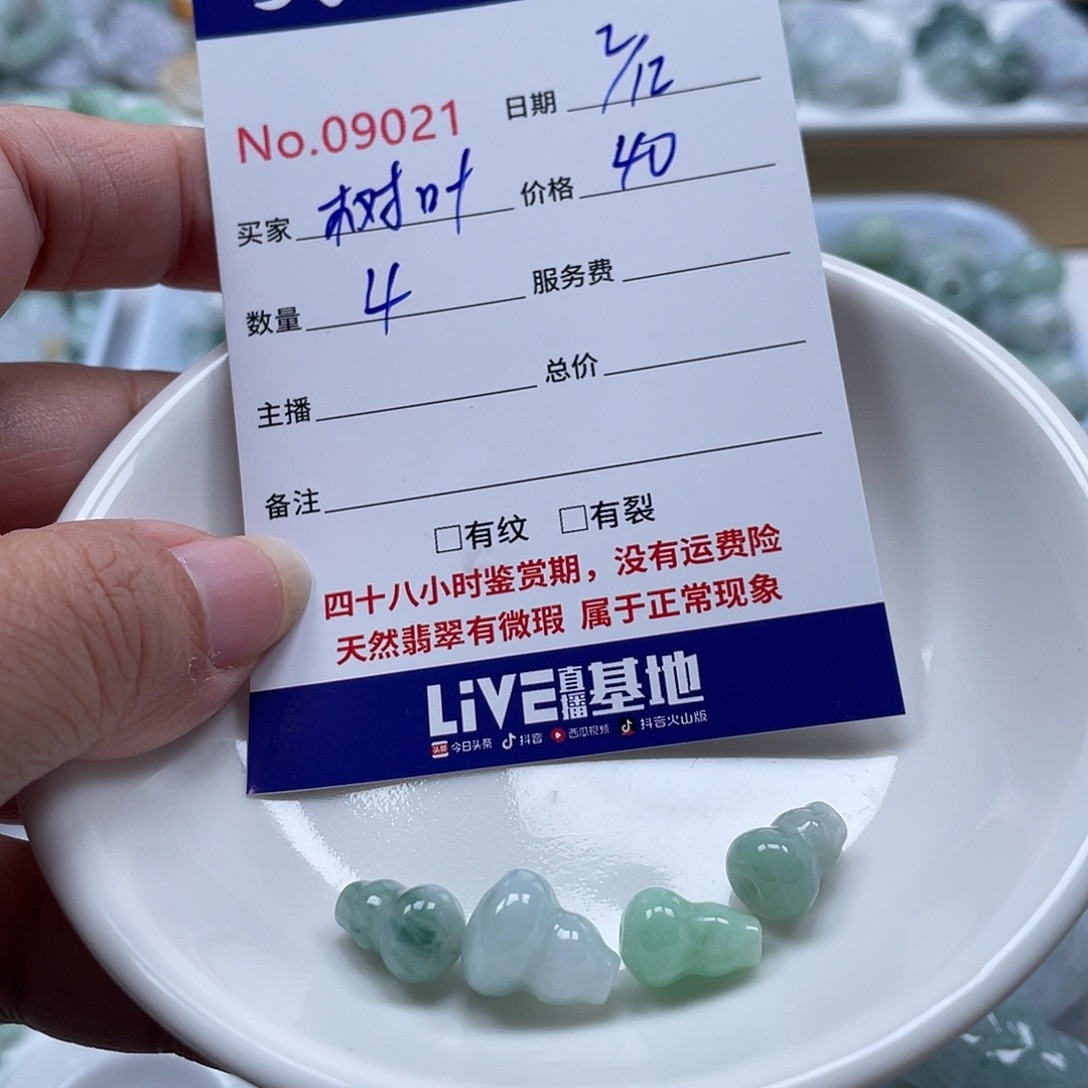 No.09021 日期 2/12
买家 树叶 价格 40
数量 4 服务费
主播 总价
备注
□有纹 □有裂
四十八小时鉴赏期，没有运费险
天然翡翠有微瑕 属于正常现象
LiVE直播基地
头条 今日头条 抖音 西瓜视频 抖音火山版